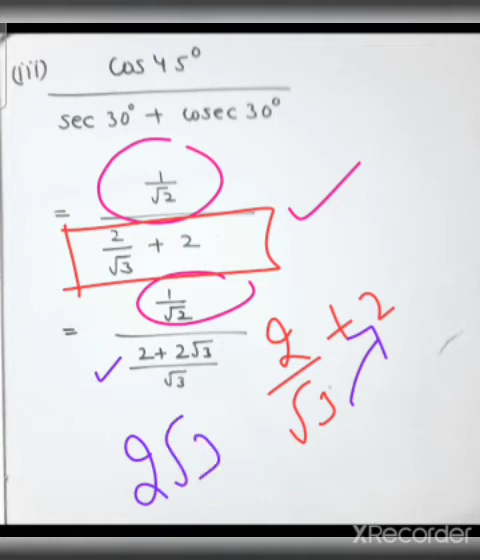 (iii) cos 45°
sec 30° + cosec 30°
= 1/√2
2/√3 + 2
= 1/√2
2 + 2√3
√3
2/√3 + 2
2√3
XRecorder